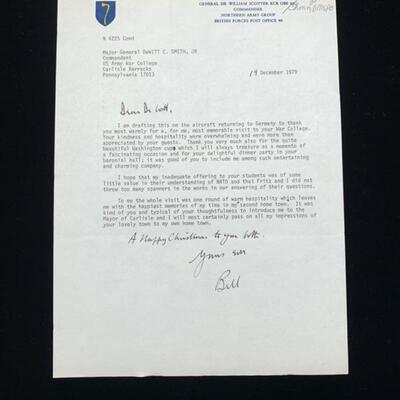 GENERAL SIR WILLIAM SCOTTER KCB OBE MC
COMMANDER
NORTHERN ARMY GROUP
BRITISH FORCES POST OFFICE 40
N 4225 Comd
Major General DeWITT C. SMITH, JR
Commandant
US Army War College
Carlisle Barracks
Pennsylvania 17013
19 December 1979
Dear De Witt,
I am drafting this on the aircraft returning to Germany to thank
you most warmly for a, for me, most memorable visit to your War College.
Your kindness and hospitality were overwhelming and were more than
appreciated by your guests. Thank you very much also for the quite
beautiful Washington cups which I will always treasure as a momento of
a fascinating occasion and for your delightful dinner party in your
baronial hall; it was good of you to include me among such entertaining
and charming company.
I hope my inadequate offering to your students was of some
little value in their understanding of NATO and that Fritz and I did not
throw too many spanners in the works in our answering of their questions.
To me the whole visit was one round of warm hospitality which leaves
me with the happiest memories of my time in my second home town. It was
kind of you and typical of your thoughtfulness to introduce me to the
Mayor of Carlisle and I will most certainly pass on all my impressions of
your lovely town to my own home town.
A Happy Christmas to you both.
Yours ever
Bill